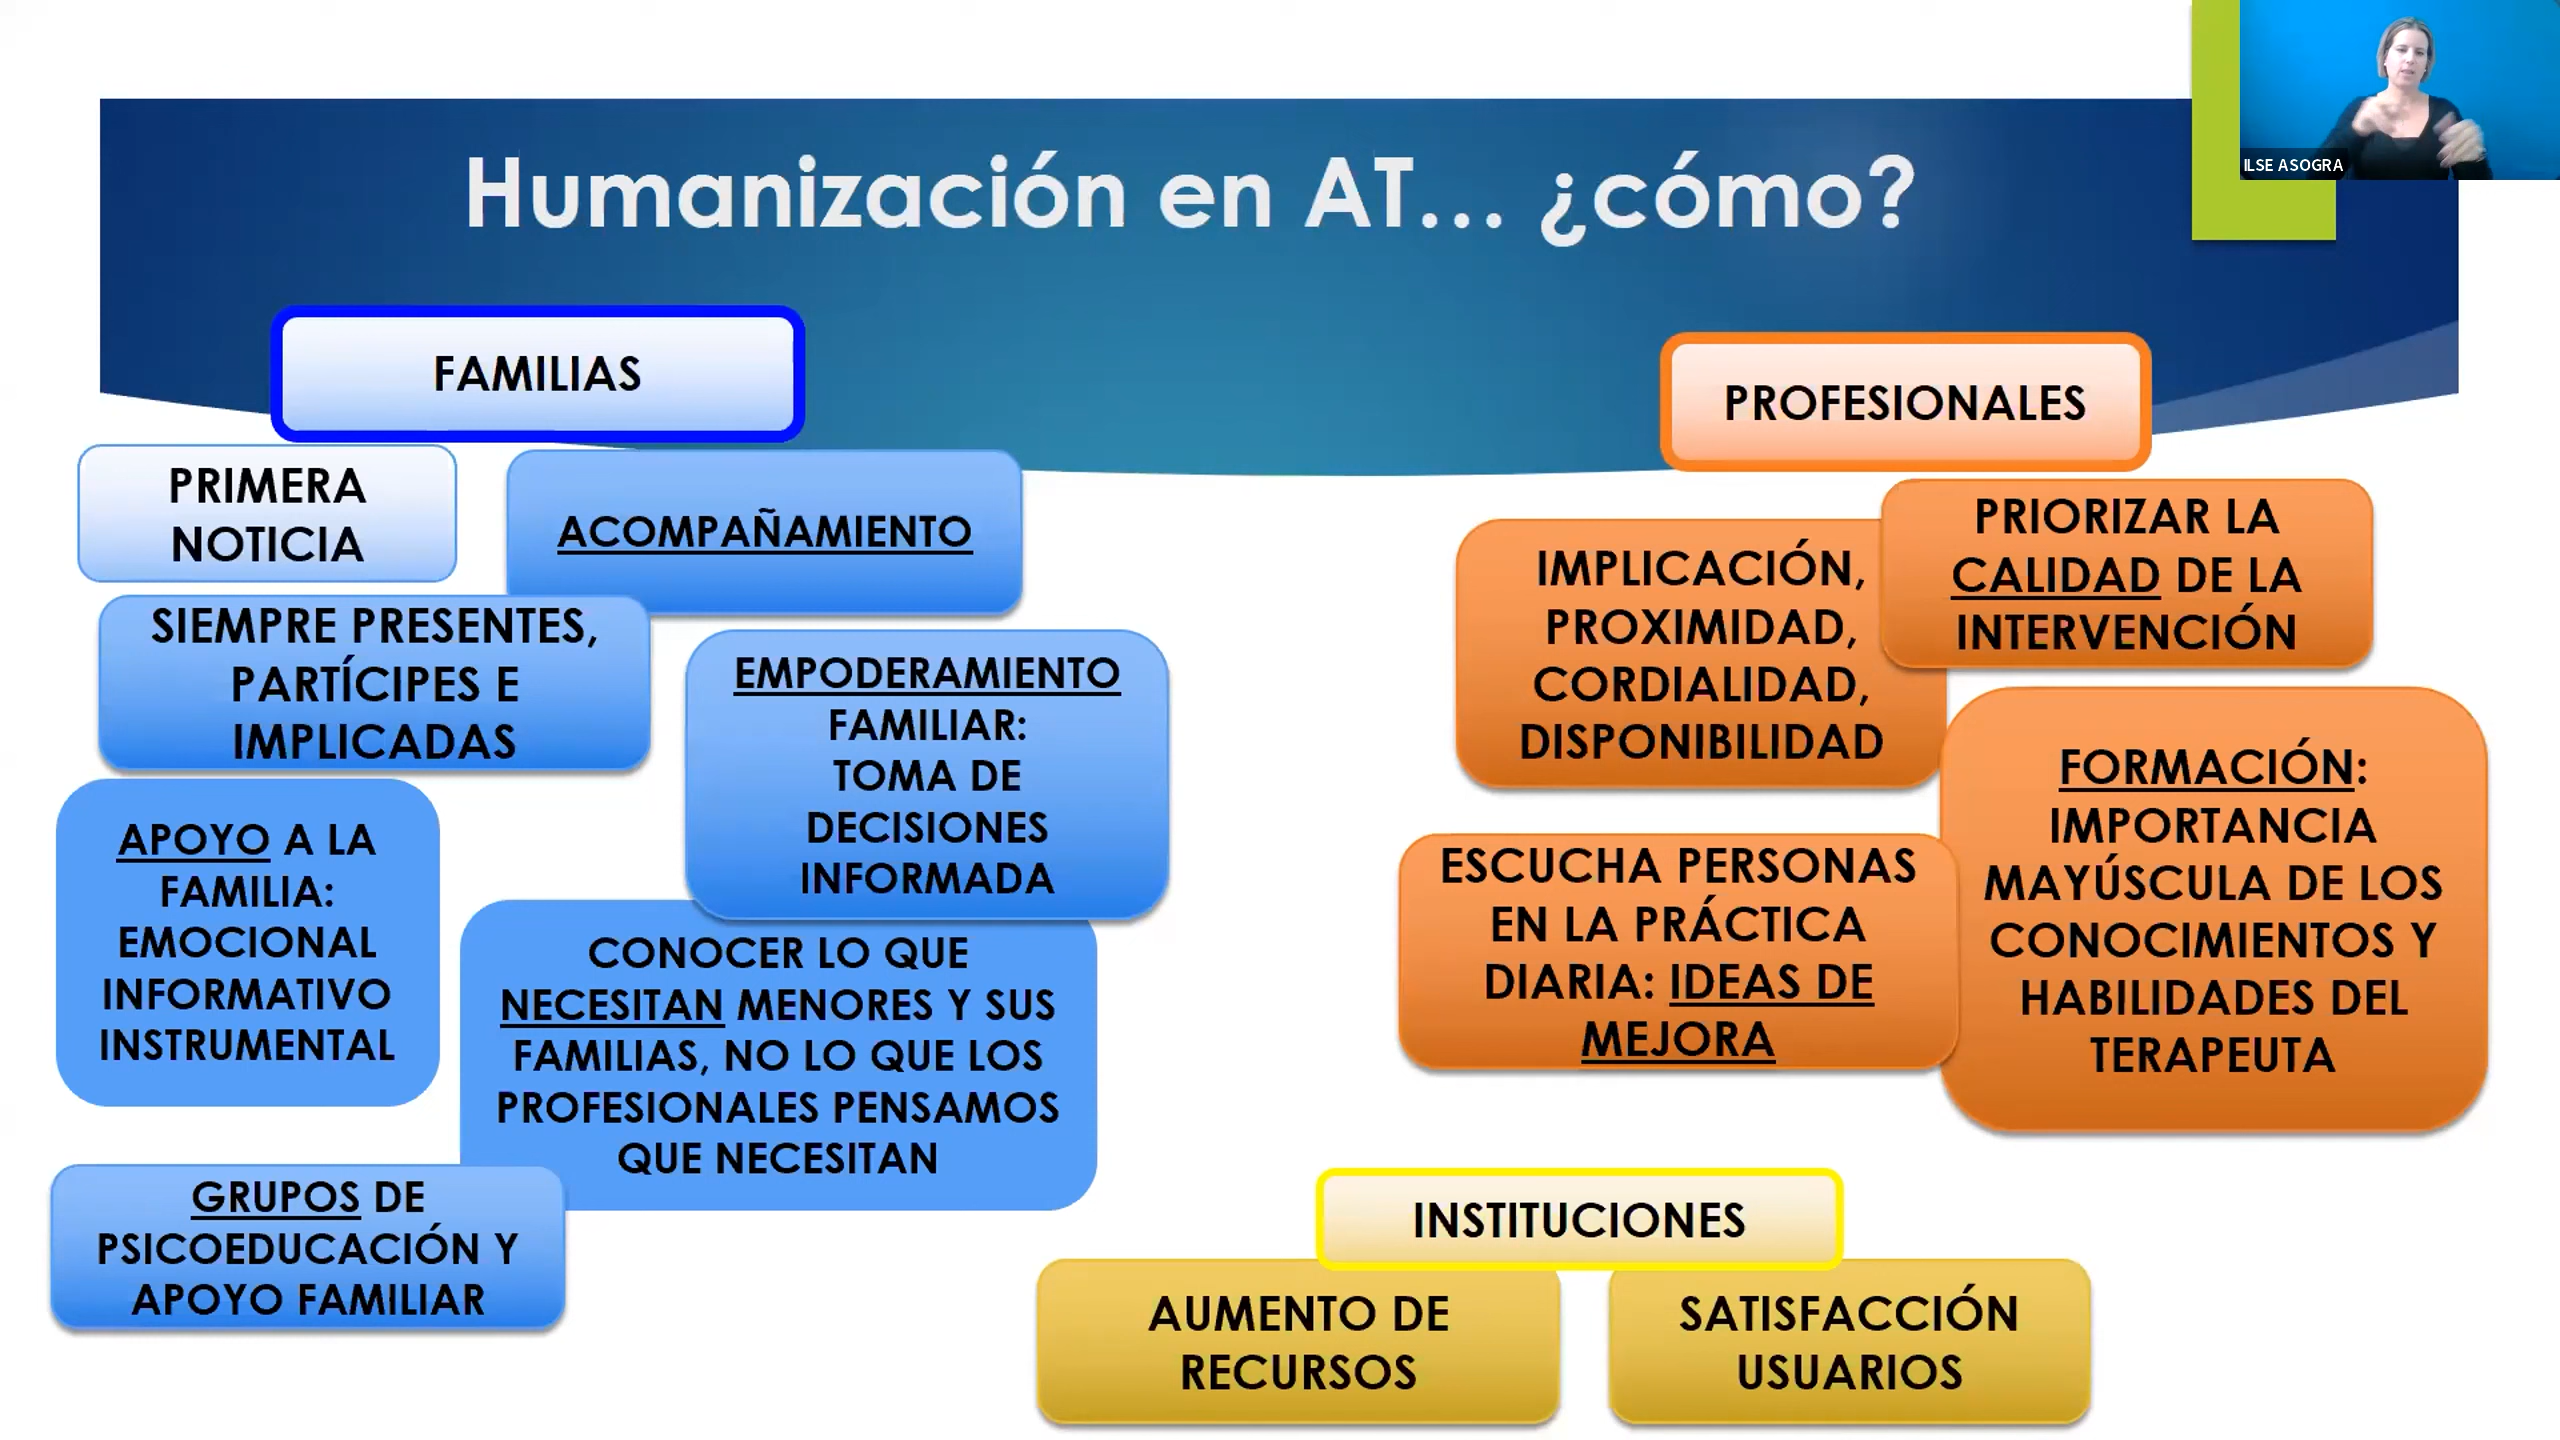 ILSE ASOGRA
Humanización en AT... ¿cómo?
FAMILIAS
PRIMERA
NOTICIA
ACOMPAÑAMIENTO
SIEMPRE PRESENTES,
PARTÍCIPES E
IMPLICADAS
EMPODERAMIENTO
FAMILIAR:
TOMA DE
DECISIONES
INFORMADA
APOYO A LA
FAMILIA:
EMOCIONAL
INFORMATIVO
INSTRUMENTAL
CONOCER LO QUE
NECESITAN MENORES Y SUS
FAMILIAS, NO LO QUE LOS
PROFESIONALES PENSAMOS
QUE NECESITAN
GRUPOS DE
PSICOEDUCACIÓN Y
APOYO FAMILIAR
PROFESIONALES
IMPLICACIÓN,
PROXIMIDAD,
CORDIALIDAD,
DISPONIBILIDAD
PRIORIZAR LA
CALIDAD DE LA
INTERVENCIÓN
ESCUCHA PERSONAS
EN LA PRÁCTICA
DIARIA: IDEAS DE
MEJORA
FORMACIÓN:
IMPORTANCIA
MAYÚSCULA DE LOS
CONOCIMIENTOS Y
HABILIDADES DEL
TERAPEUTA
INSTITUCIONES
AUMENTO DE
RECURSOS
SATISFACCIÓN
USUARIOS